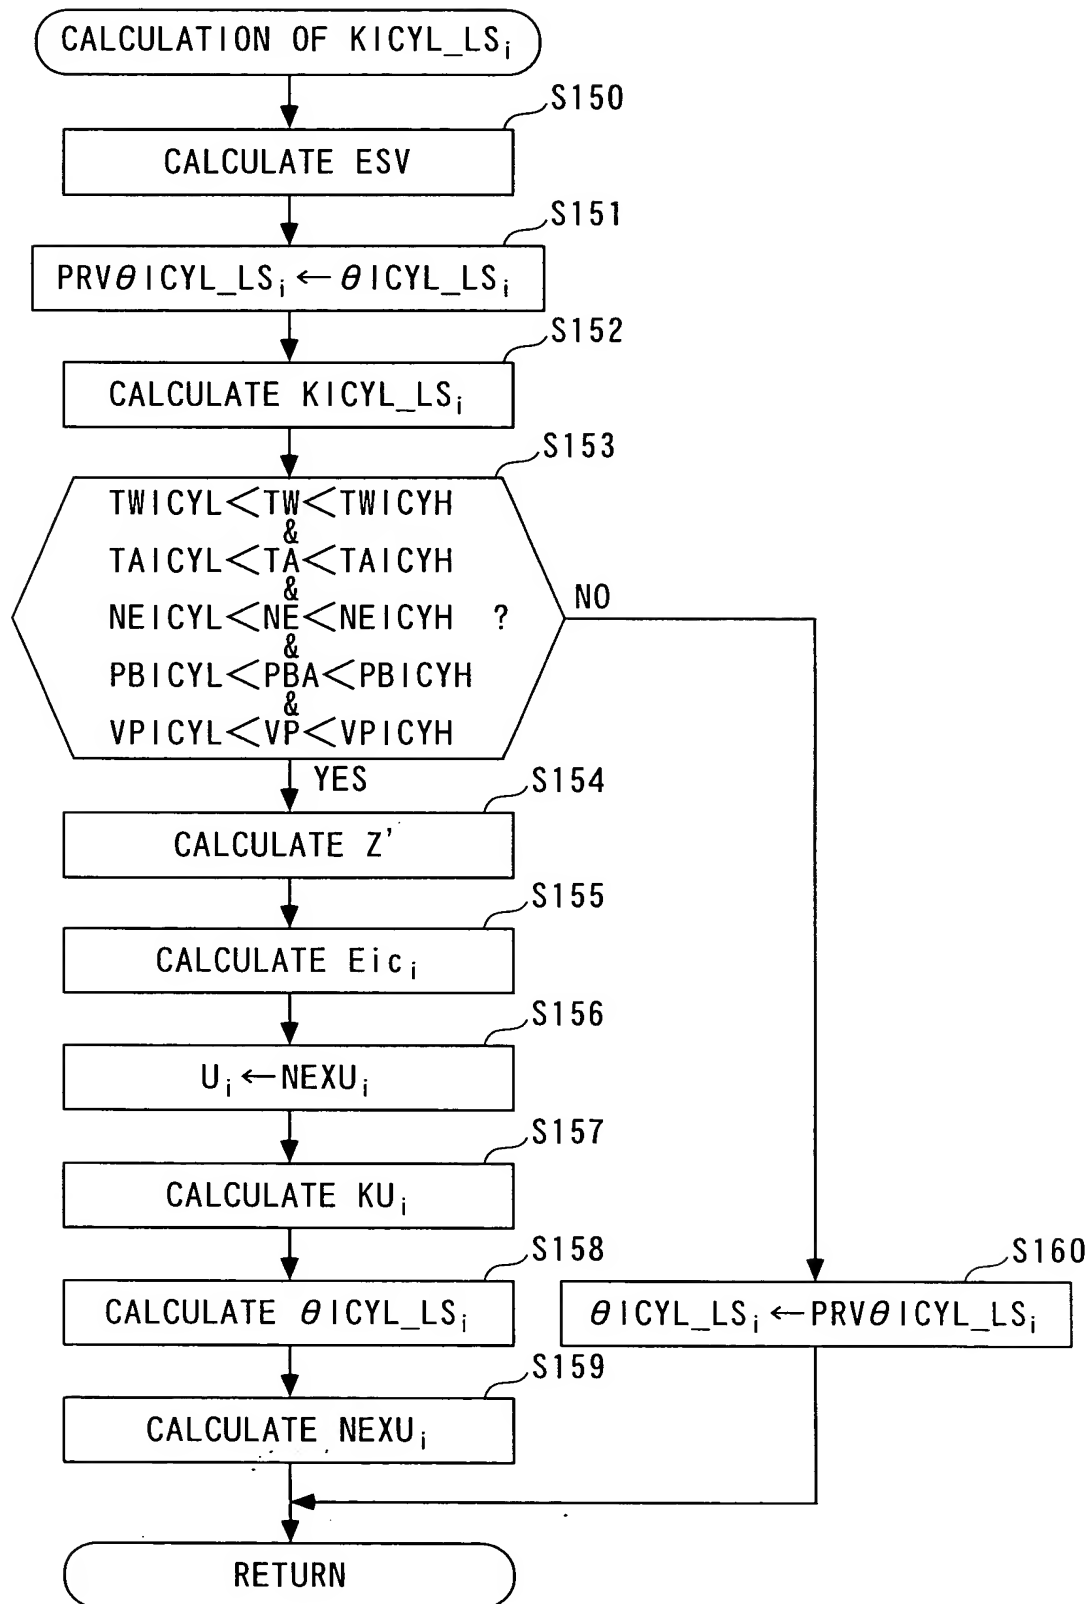 CALCULATION OF KICYL_LSi
S150
CALCULATE ESV
S151
PRVθICYL_LSi ← θICYL_LSi
S152
CALCULATE KICYL_LSi
S153
TWICYL<TW<TWICYH
&
TAICYL<TA<TAICYH
&
NEICYL<NE<NEICYH ?
&
PBICYL<PBA<PBICYH
&
VPICYL<VP<VPICYH
NO
YES
S154
CALCULATE Z'
S155
CALCULATE Eici
S156
Ui ← NEXUi
S157
CALCULATE KUi
S158
CALCULATE θICYL_LSi
S160
θICYL_LSi ← PRVθICYL_LSi
S159
CALCULATE NEXUi
RETURN